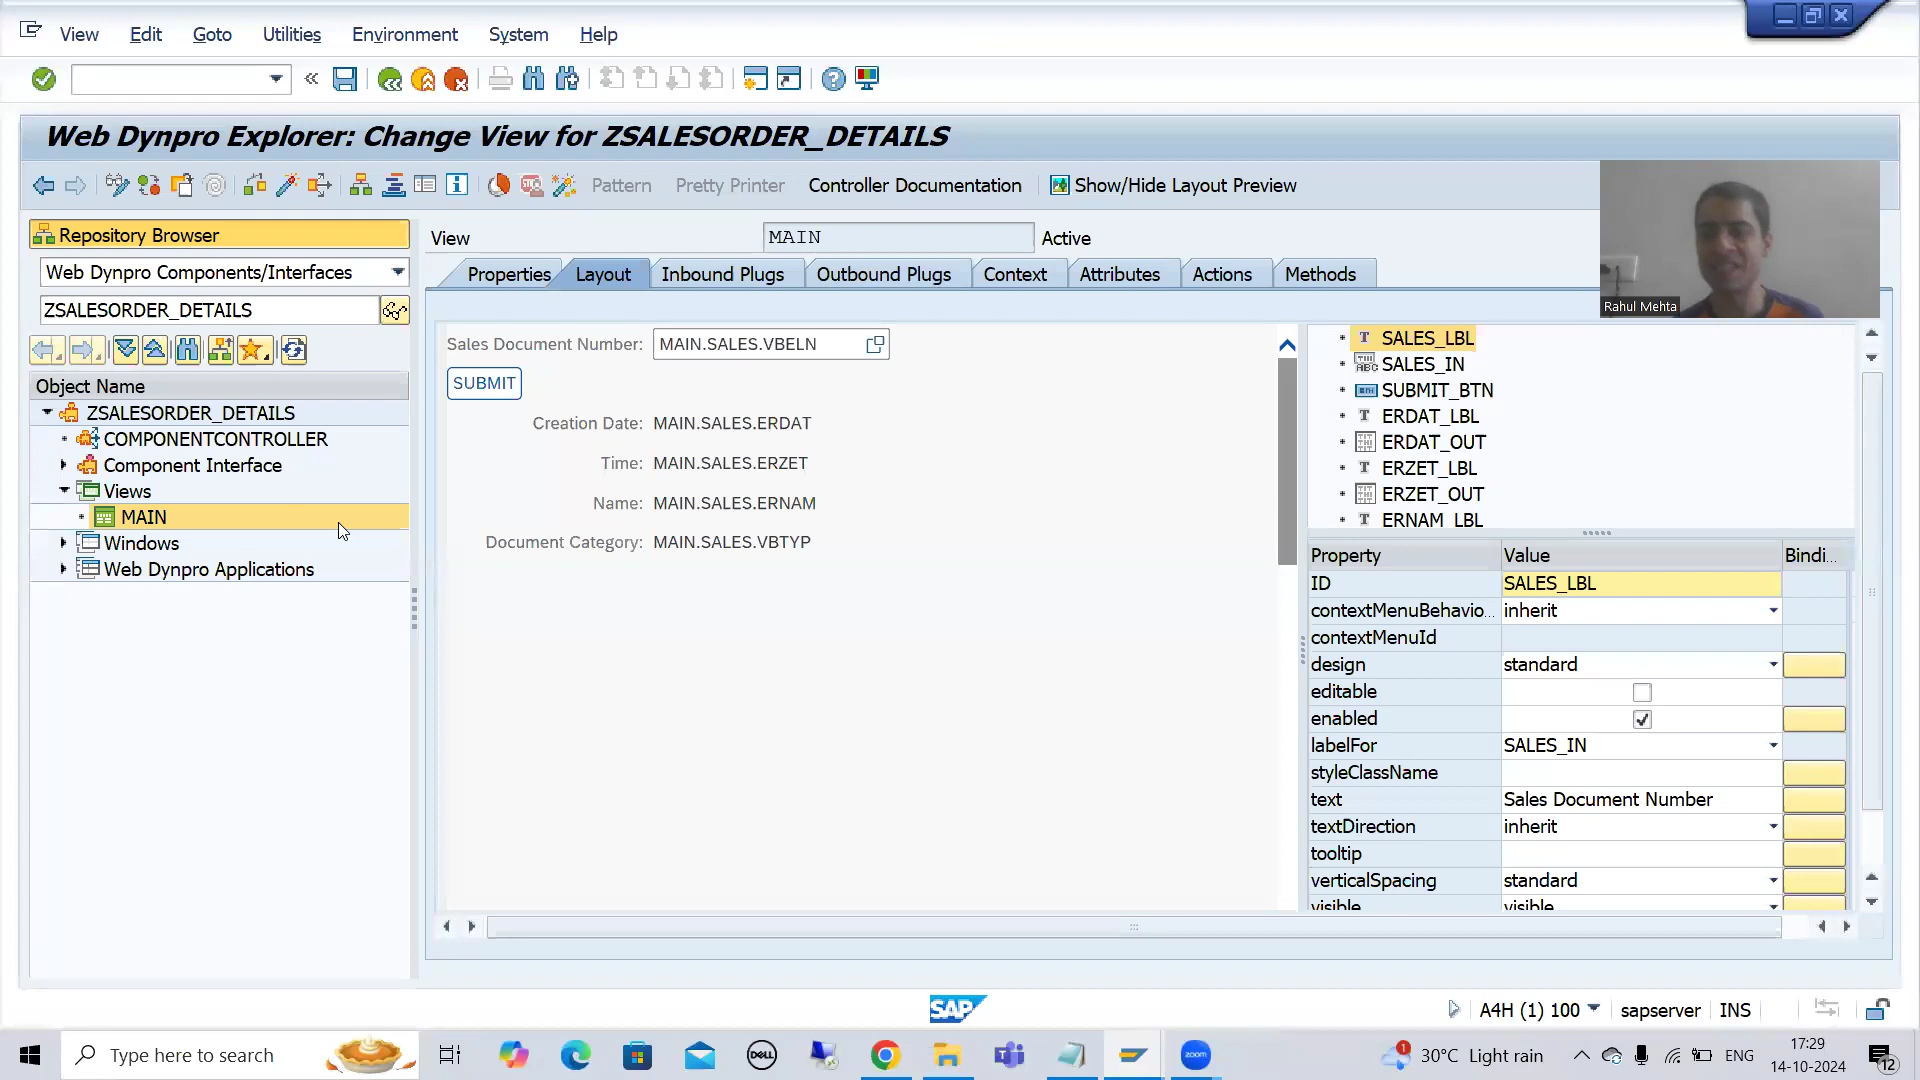 View Edit Goto Utilities Environment System Help
Web Dynpro Explorer: Change View for ZSALESORDER_DETAILS
Pattern Pretty Printer Controller Documentation Show/Hide Layout Preview
Repository Browser
Web Dynpro Components/Interfaces
ZSALESORDER_DETAILS
Object Name
ZSALESORDER_DETAILS
COMPONENTCONTROLLER
Component Interface
Views
MAIN
Windows
Web Dynpro Applications
View MAIN Active
Properties Layout Inbound Plugs Outbound Plugs Context Attributes Actions Methods
Sales Document Number: MAIN.SALES.VBELN
SUBMIT
Creation Date: MAIN.SALES.ERDAT
Time: MAIN.SALES.ERZET
Name: MAIN.SALES.ERNAM
Document Category: MAIN.SALES.VBTYP
Rahul Mehta
SALES_LBL
SALES_IN
SUBMIT_BTN
ERDAT_LBL
ERDAT_OUT
ERZET_LBL
ERZET_OUT
ERNAM_LBL
Property Value Bindi...
ID SALES_LBL
contextMenuBehavio... inherit
contextMenuId
design standard
editable
enabled
labelFor SALES_IN
styleClassName
text Sales Document Number
textDirection inherit
tooltip
verticalSpacing standard
visible visible
SAP
A4H (1) 100 sapserver INS
Type here to search
DELL
zoom
1
30°C Light rain
ENG
17:29
14-10-2024
12